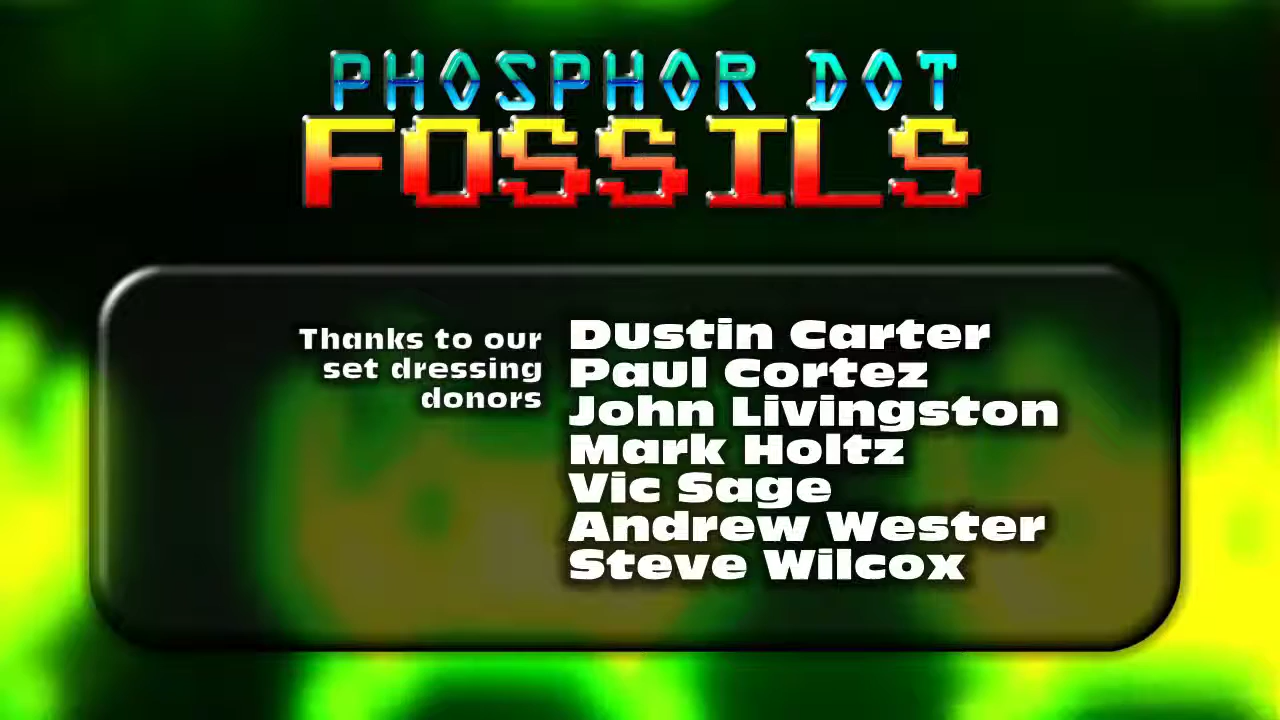 PHOSPHOR DOT
FOSSILS
Thanks to our
set dressing
donors
Dustin Carter
Paul Cortez
John Livingston
Mark Holtz
Vic Sage
Andrew Wester
Steve Wilcox